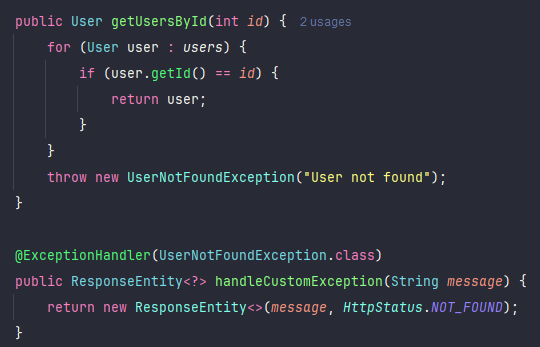 public User getUsersById(int id) { 2 usages
for (User user : users) {
if (user.getId() == id) {
return user;
}
}
throw new UserNotFoundException("User not found");
}
@ExceptionHandler(UserNotFoundException.class)
public ResponseEntity<?> handleCustomException(String message) {
return new ResponseEntity<>(message, HttpStatus.NOT_FOUND);
}